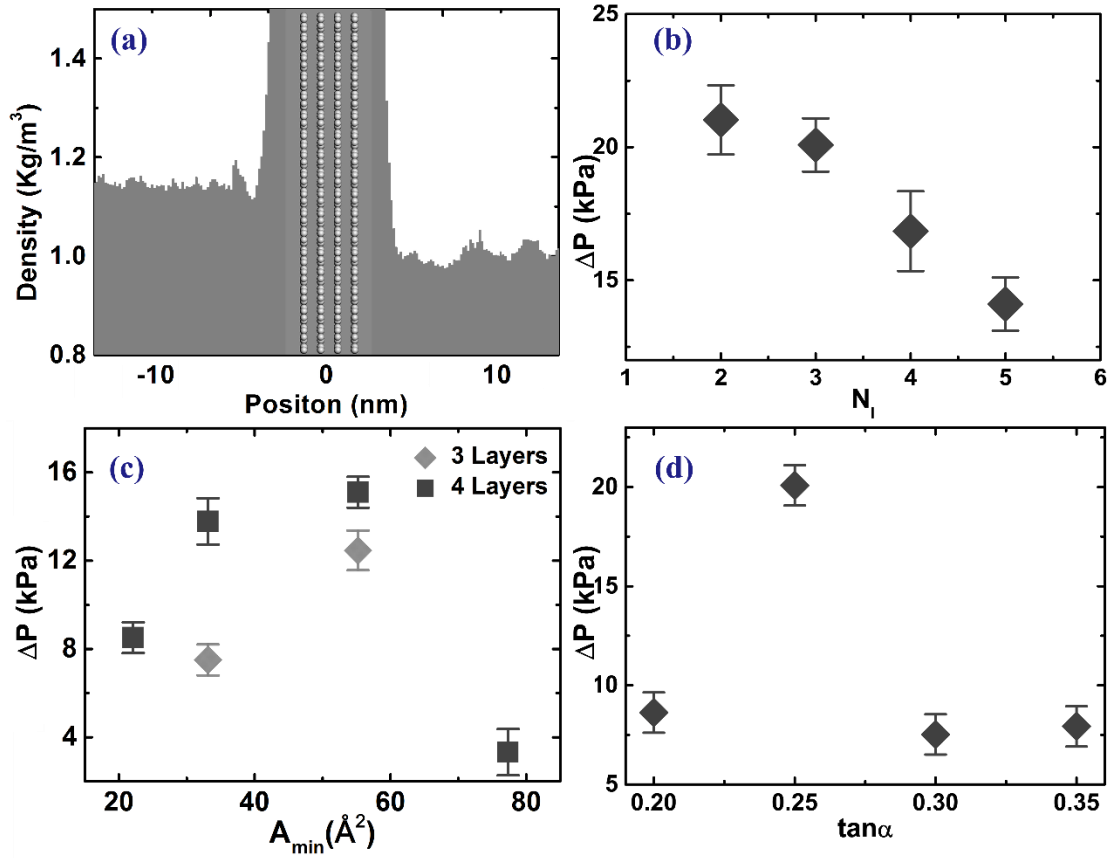 (a)
1.4
1.2
1.0
0.8
Density (Kg/m³)
-10 0 10
Positon (nm)
(b)
25
20
15
ΔP (kPa)
1 2 3 4 5 6
N_l
(c)
3 Layers
4 Layers
16
12
8
4
ΔP (kPa)
20 40 60 80
A_min(Å²)
(d)
20
15
10
5
ΔP (kPa)
0.20 0.25 0.30 0.35
tanα